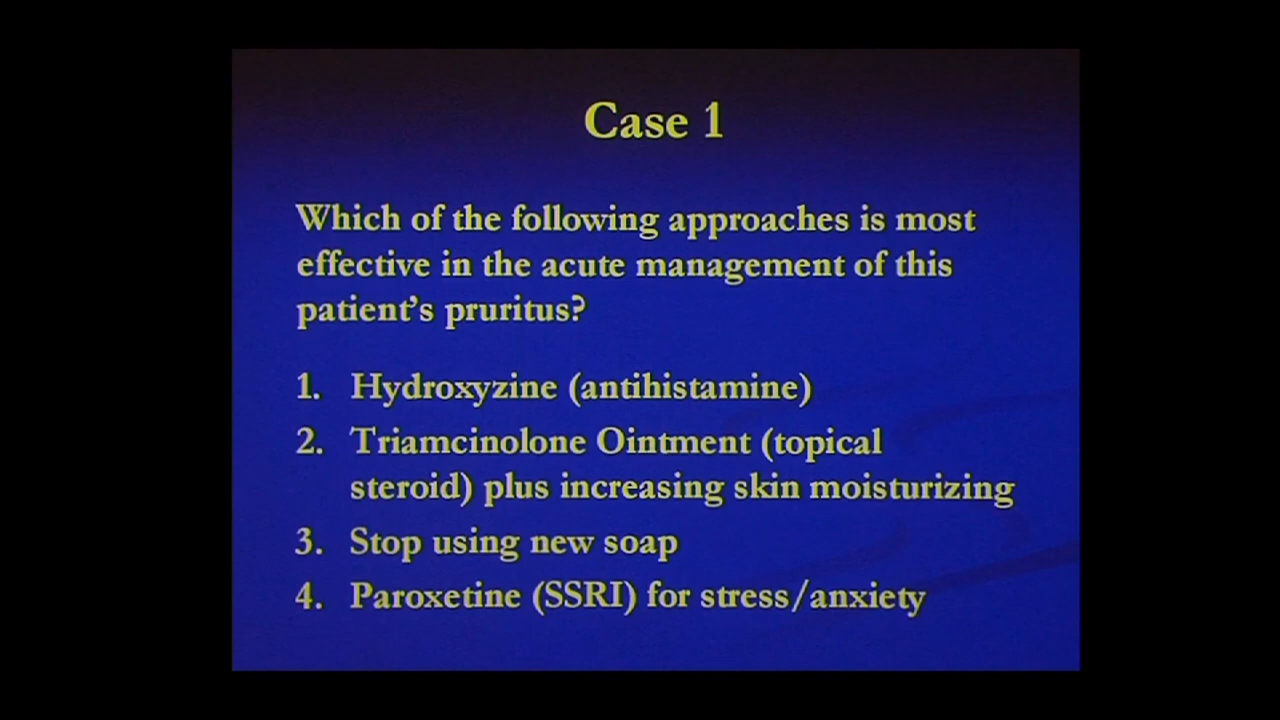 Case 1
Which of the following approaches is most
effective in the acute management of this
patient's pruritus?
1. Hydroxyzine (antihistamine)
2. Triamcinolone Ointment (topical
steroid) plus increasing skin moisturizing
3. Stop using new soap
4. Paroxetine (SSRI) for stress/anxiety